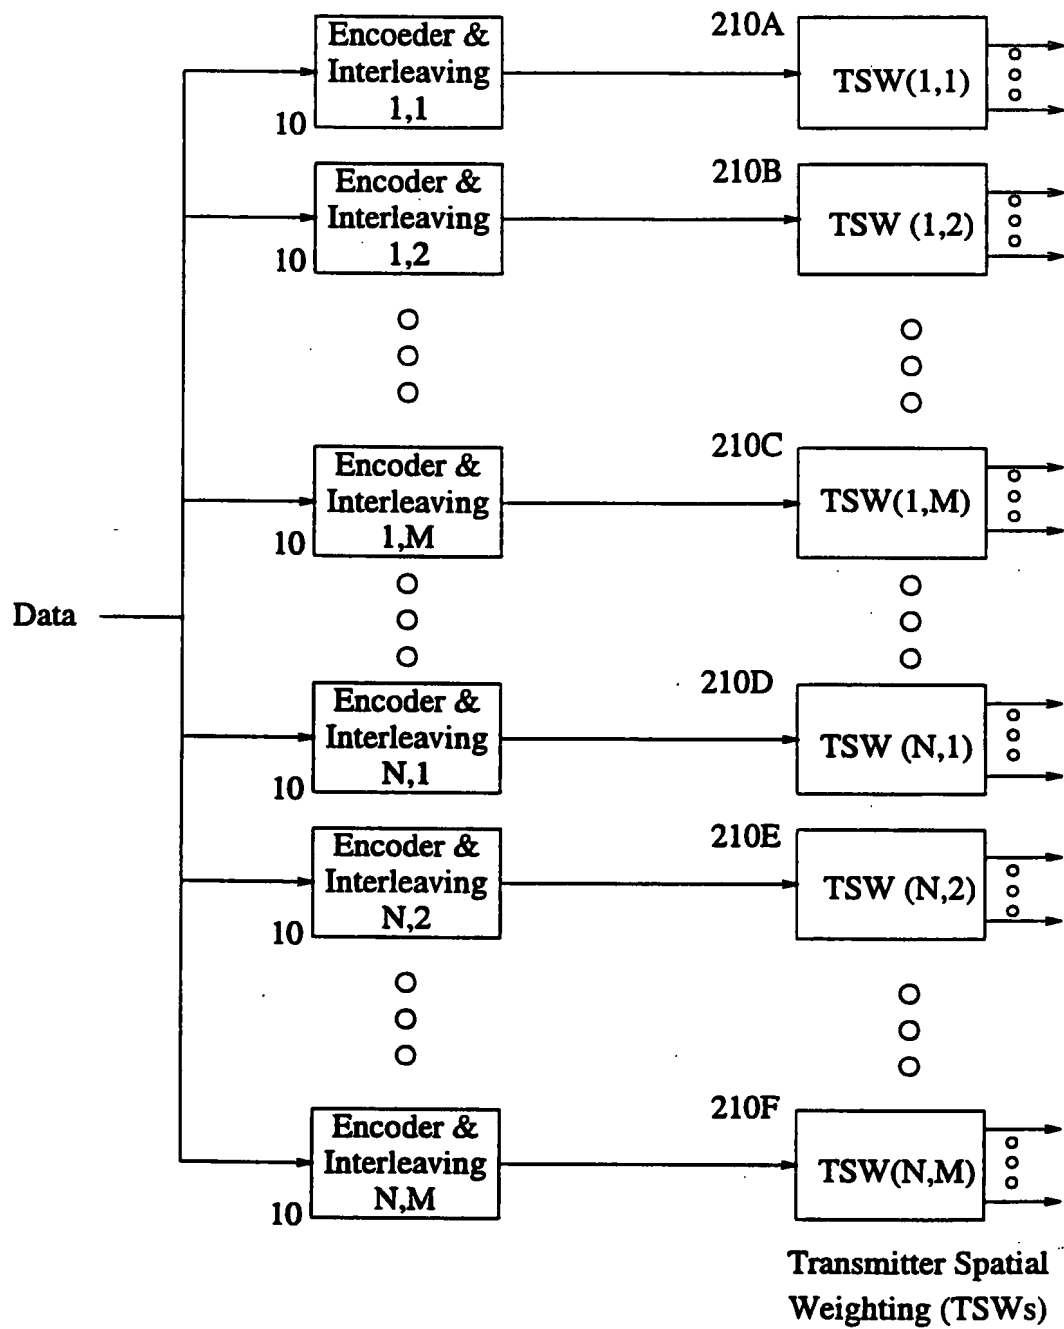 Encoeder &
Interleaving
1,1
10
210A
TSW(1,1)
Encoder &
Interleaving
1,2
10
210B
TSW (1,2)
Encoder &
Interleaving
1,M
10
210C
TSW(1,M)
Data
Encoder &
Interleaving
N,1
10
210D
TSW (N,1)
Encoder &
Interleaving
N,2
10
210E
TSW (N,2)
Encoder &
Interleaving
N,M
10
210F
TSW(N,M)
Transmitter Spatial
Weighting (TSWs)